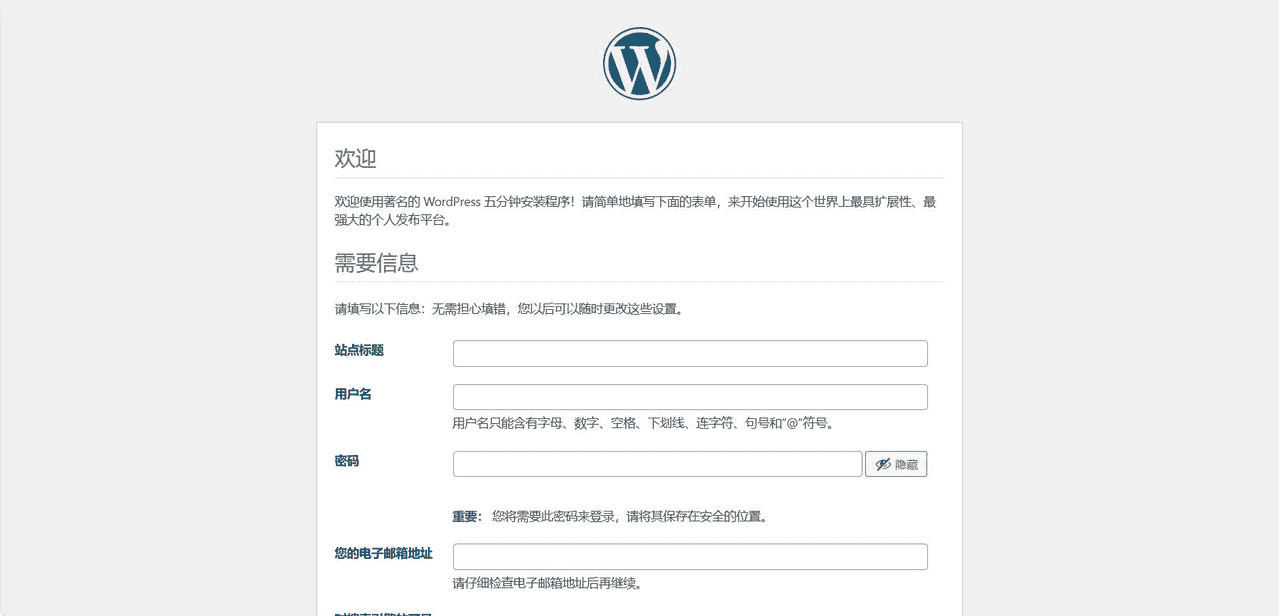 欢迎
欢迎使用著名的 WordPress 五分钟安装程序！请简单地填写下面的表单，来开始使用这个世界上最具扩展性、最
强大的个人发布平台。
需要信息
请填写以下信息：无需担心填错，您以后可以随时更改这些设置。
站点标题
用户名
用户名只能含有字母、数字、空格、下划线、连字符、句号和“@”符号。
密码
隐藏
重要： 您将需要此密码来登录，请将其保存在安全的位置。
您的电子邮箱地址
请仔细检查电子邮箱地址后再继续。